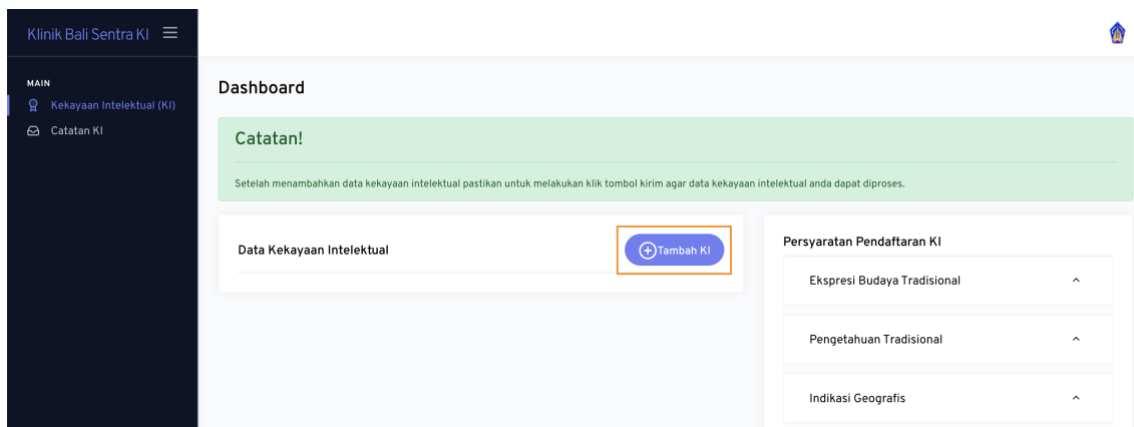 Klinik Bali Sentra KI
MAIN
Kekayaan Intelektual (KI)
Catatan KI
Dashboard
Catatan!
Setelah menambahkan data kekayaan intelektual pastikan untuk melakukan klik tombol kirim agar data kekayaan intelektual anda dapat diproses.
Data Kekayaan Intelektual
Tambah KI
Persyaratan Pendaftaran KI
Ekspresi Budaya Tradisional
Pengetahuan Tradisional
Indikasi Geografis